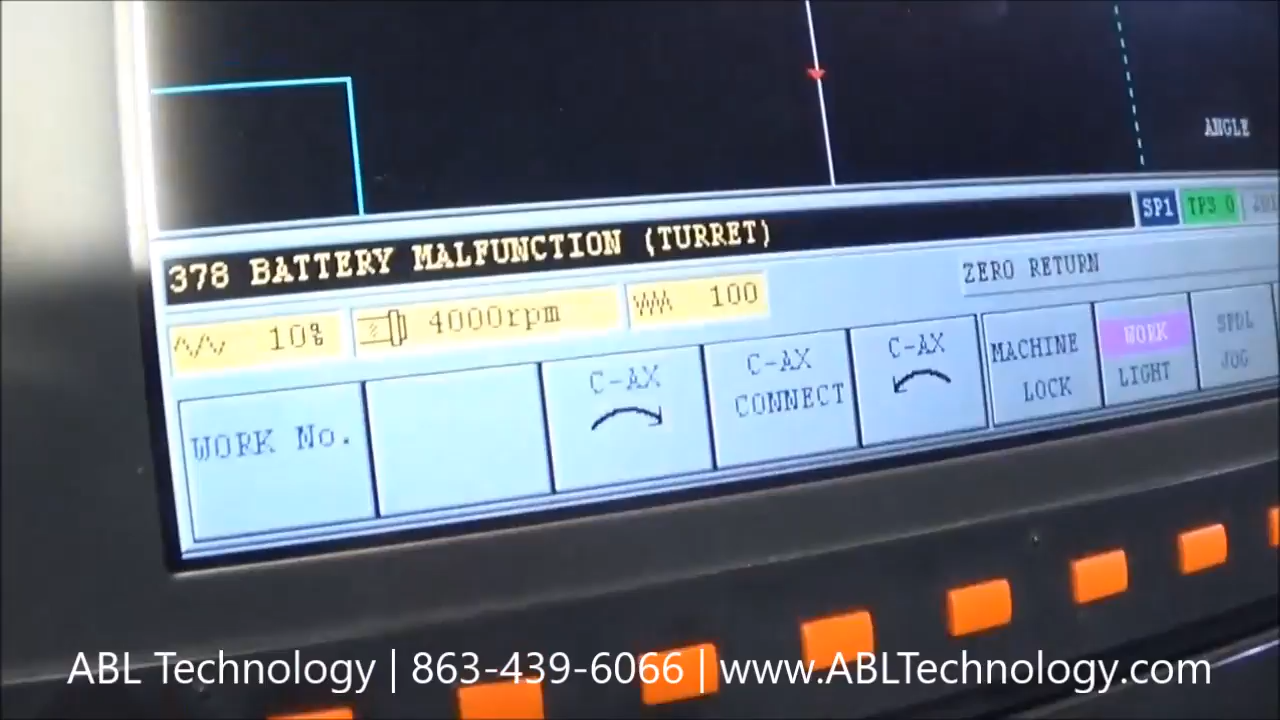 ANGLE
378 BATTERY MALFUNCTION (TURRET)
SP1
TPS 0
10%
4000rpm
100
ZERO RETURN
WORK No.
C-AX
C-AX
CONNECT
C-AX
MACHINE
LOCK
WORK
LIGHT
SPDL
JOG
ABL Technology | 863-439-6066 | www.ABLTechnology.com